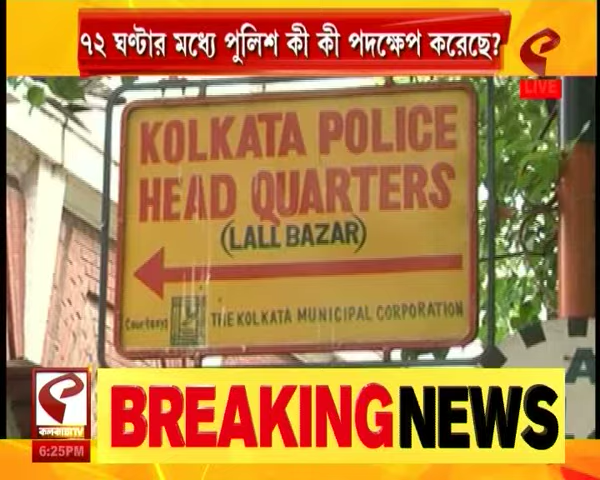 ৭২ ঘণ্টার মধ্যে পুলিশ কী কী পদক্ষেপ করেছে?
LIVE
KOLKATA POLICE
HEAD QUARTERS
(LALL BAZAR)
Courtesy:
THE KOLKATA MUNICIPAL CORPORATION
কলকাতাTV
6:25PM
BREAKING NEWS